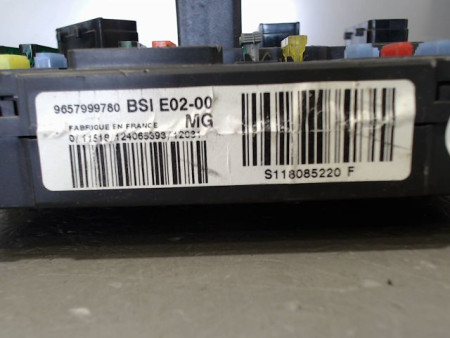 9657999780 BSI E02-00
MG
FABRIQUE EN FRANCE
S118085220 F